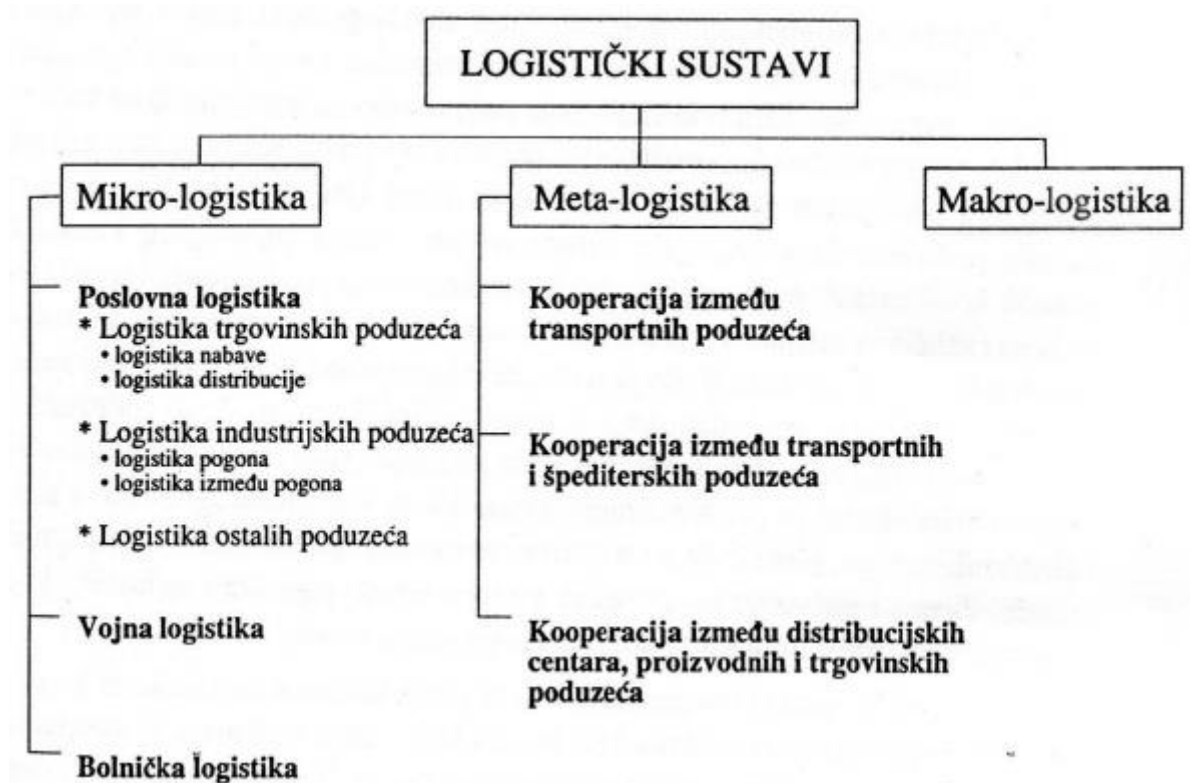 LOGISTIČKI SUSTAVI
Mikro-logistika
Meta-logistika
Makro-logistika
Poslovna logistika
* Logistika trgovinskih poduzeća
• logistika nabave
• logistika distribucije
* Logistika industrijskih poduzeća
• logistika pogona
• logistika između pogona
* Logistika ostalih poduzeća
Vojna logistika
Bolnička logistika
Kooperacija između
transportnih poduzeća
Kooperacija između transportnih
i špediterskih poduzeća
Kooperacija između distribucijskih
centara, proizvodnih i trgovinskih
poduzeća